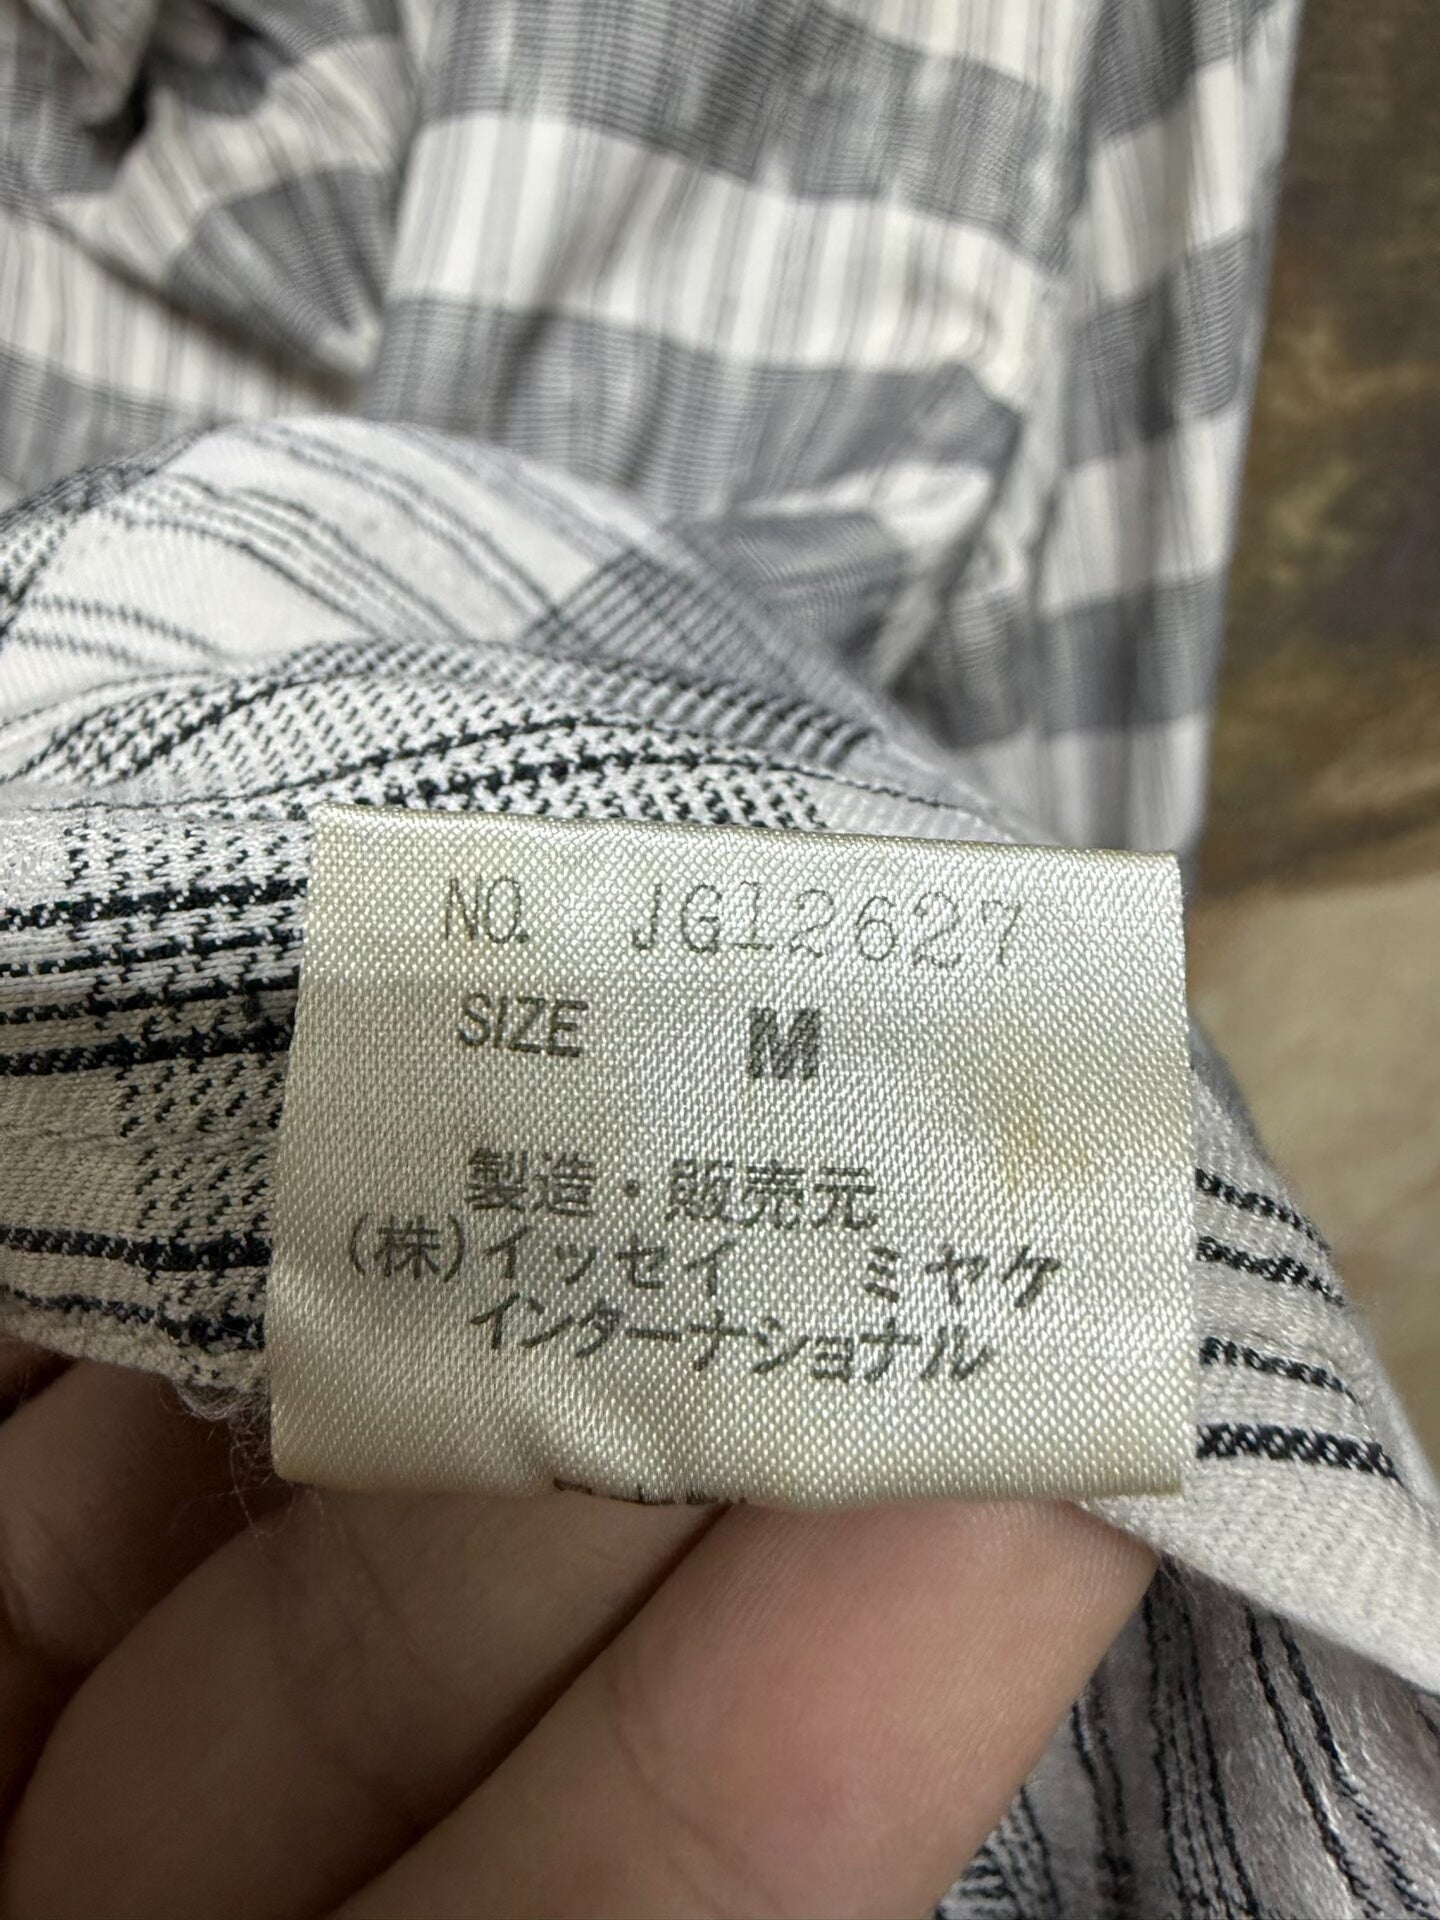 NO. JG12627
SIZE M
製造・販売元
(株)イッセイ ミヤケ
インターナショナル